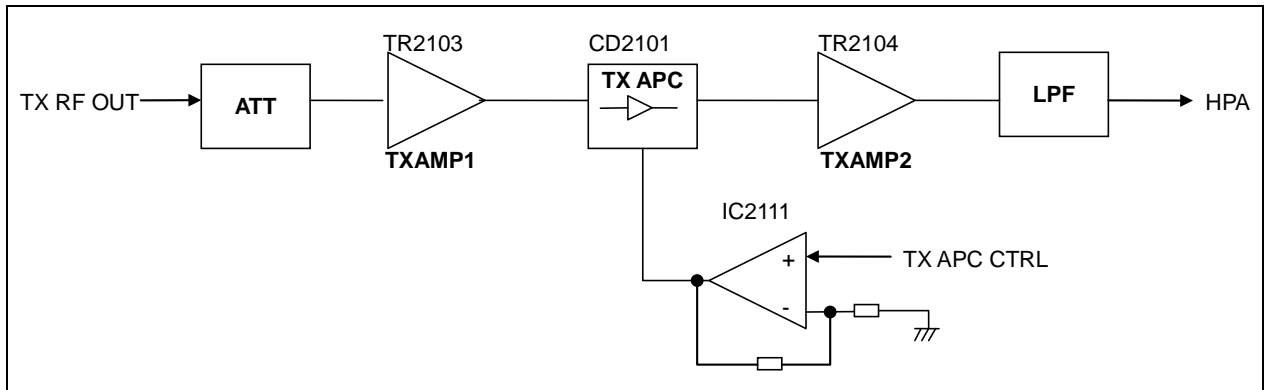 TR2103
CD2101
TR2104
TX RF OUT
ATT
TX APC
LPF
HPA
TXAMP1
TXAMP2
IC2111
+
TX APC CTRL
-